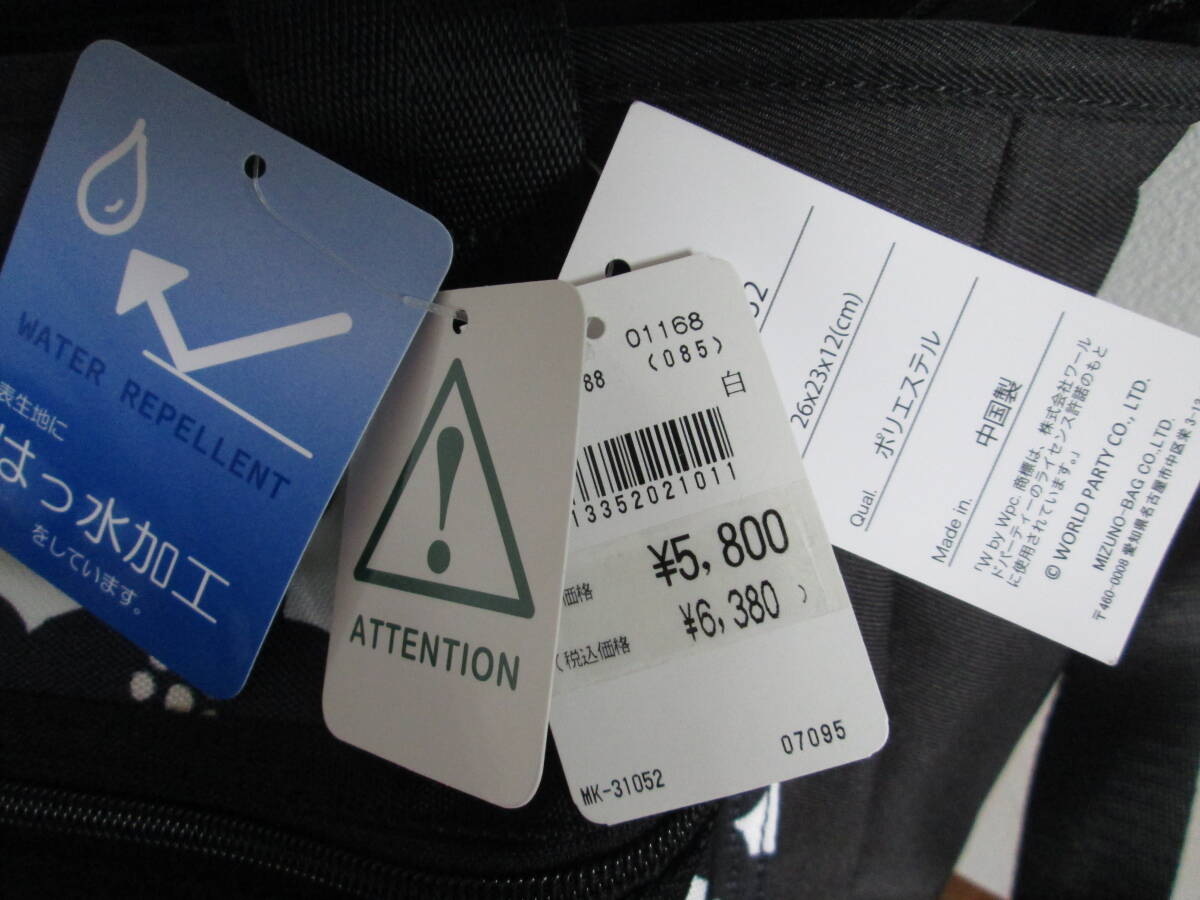 WATER REPELLENT
表生地に
はっ水加工
をしています。
ATTENTION
01168
88 (085)
白
13352021011
価格 ¥5,800
(税込価格 ¥6,380 )
07095
MK-31052
52
26x23x12(cm)
Qual. ポリエステル
Made in. 中国製
「W by Wpc. 商標は、株式会社ワール
ドパーティーのライセンス許諾のもと
に使用されています。」
© WORLD PARTY CO., LTD.
MIZUNO-BAG CO.,LTD.
〒460-0008 愛知県名古屋市中区栄 3-